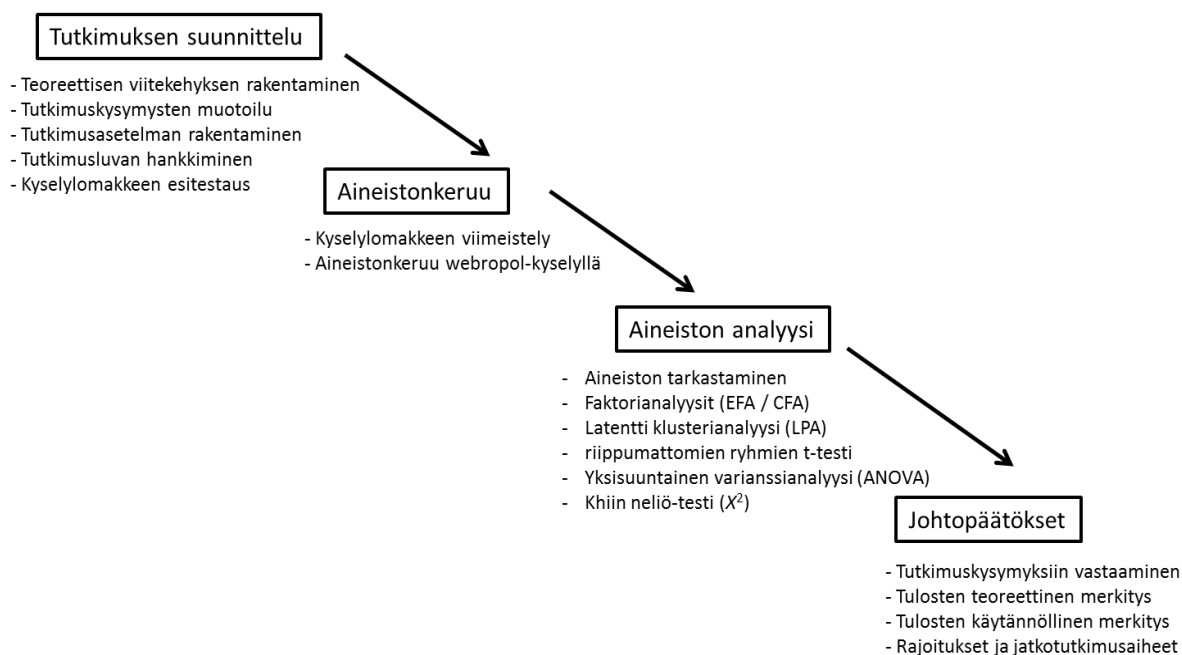 Tutkimuksen suunnittelu
- Teoreettisen viitekehyksen rakentaminen
- Tutkimuskysymysten muotoilu
- Tutkimusasetelman rakentaminen
- Tutkimusluvan hankkiminen
- Kyselylomakkeen esitestaus
Aineistonkeruu
- Kyselylomakkeen viimeistely
- Aineistonkeruu webropol-kyselyllä
Aineiston analyysi
- Aineiston tarkastaminen
- Faktorianalyysit (EFA / CFA)
- Latentti klusterianalyysi (LPA)
- riippumattomien ryhmien t-testi
- Yksisuuntainen varianssianalyysi (ANOVA)
- Khiin neliö-testi (X²)
Johtopäätökset
- Tutkimuskysymyksiin vastaaminen
- Tulosten teoreettinen merkitys
- Tulosten käytännöllinen merkitys
- Rajoitukset ja jatkotutkimusaiheet